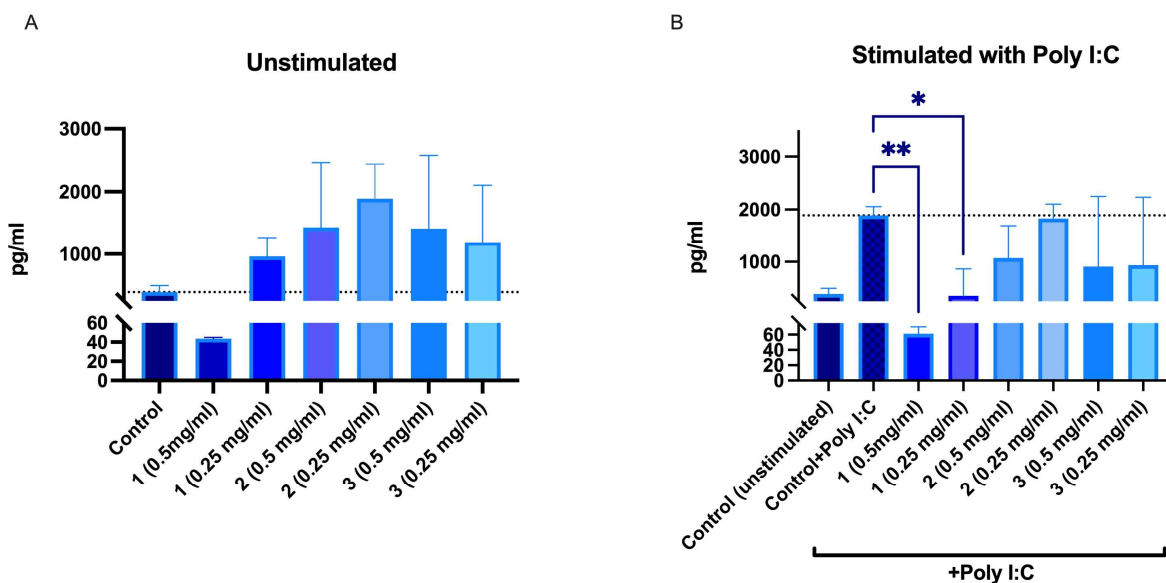 A
Unstimulated
pg/ml
3000
2000
1000
60
40
20
0
Control
1 (0.5mg/ml)
1 (0.25 mg/ml)
2 (0.5 mg/ml)
2 (0.25 mg/ml)
3 (0.5 mg/ml)
3 (0.25 mg/ml)
B
Stimulated with Poly I:C
*
**
pg/ml
3000
2000
1000
60
40
20
0
Control (unstimulated)
Control+Poly I:C
1 (0.5mg/ml)
1 (0.25 mg/ml)
2 (0.5 mg/ml)
2 (0.25 mg/ml)
3 (0.5 mg/ml)
3 (0.25 mg/ml)
+Poly I:C